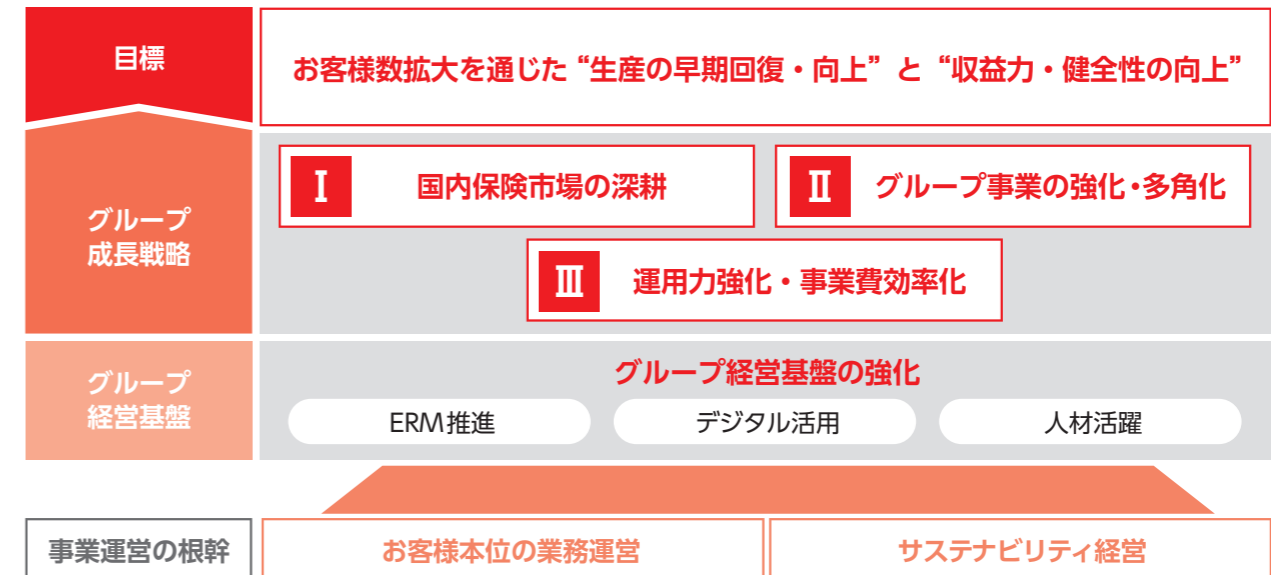 目標
お客様数拡大を通じた“生産の早期回復・向上”と“収益力・健全性の向上”
グループ
成長戦略
Ⅰ 国内保険市場の深耕
Ⅱ グループ事業の強化・多角化
Ⅲ 運用力強化・事業費効率化
グループ
経営基盤
グループ経営基盤の強化
ERM推進
デジタル活用
人材活躍
事業運営の根幹
お客様本位の業務運営
サステナビリティ経営